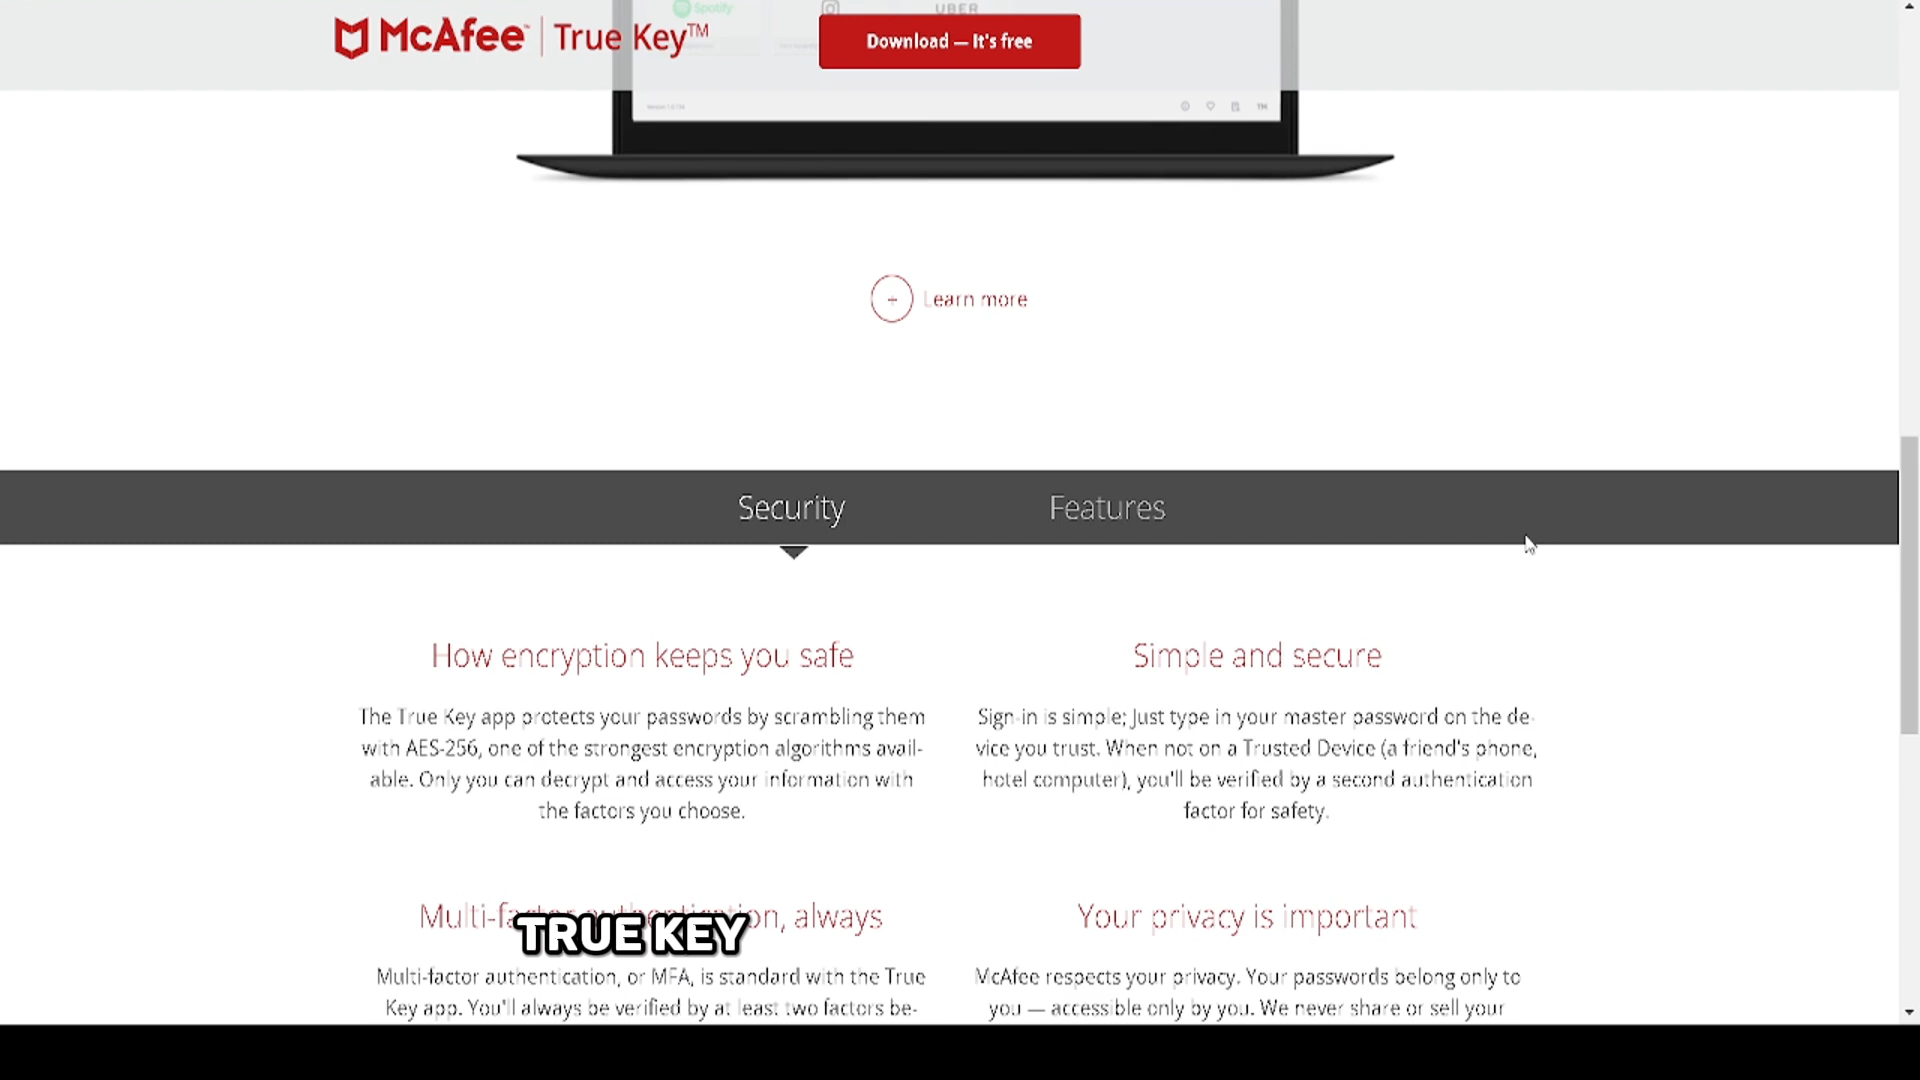 Spotify
UBER
McAfee™ | True Key™
Download — It's free
TM
Learn more
Security
Features
How encryption keeps you safe
The True Key app protects your passwords by scrambling them
with AES-256, one of the strongest encryption algorithms avail-
able. Only you can decrypt and access your information with
the factors you choose.
Simple and secure
Sign-in is simple; Just type in your master password on the de-
vice you trust. When not on a Trusted Device (a friend's phone,
hotel computer), you'll be verified by a second authentication
factor for safety.
Multi-factor authentication, always
TRUE KEY
Multi-factor authentication, or MFA, is standard with the True
Key app. You'll always be verified by at least two factors be-
Your privacy is important
McAfee respects your privacy. Your passwords belong only to
you — accessible only by you. We never share or sell your